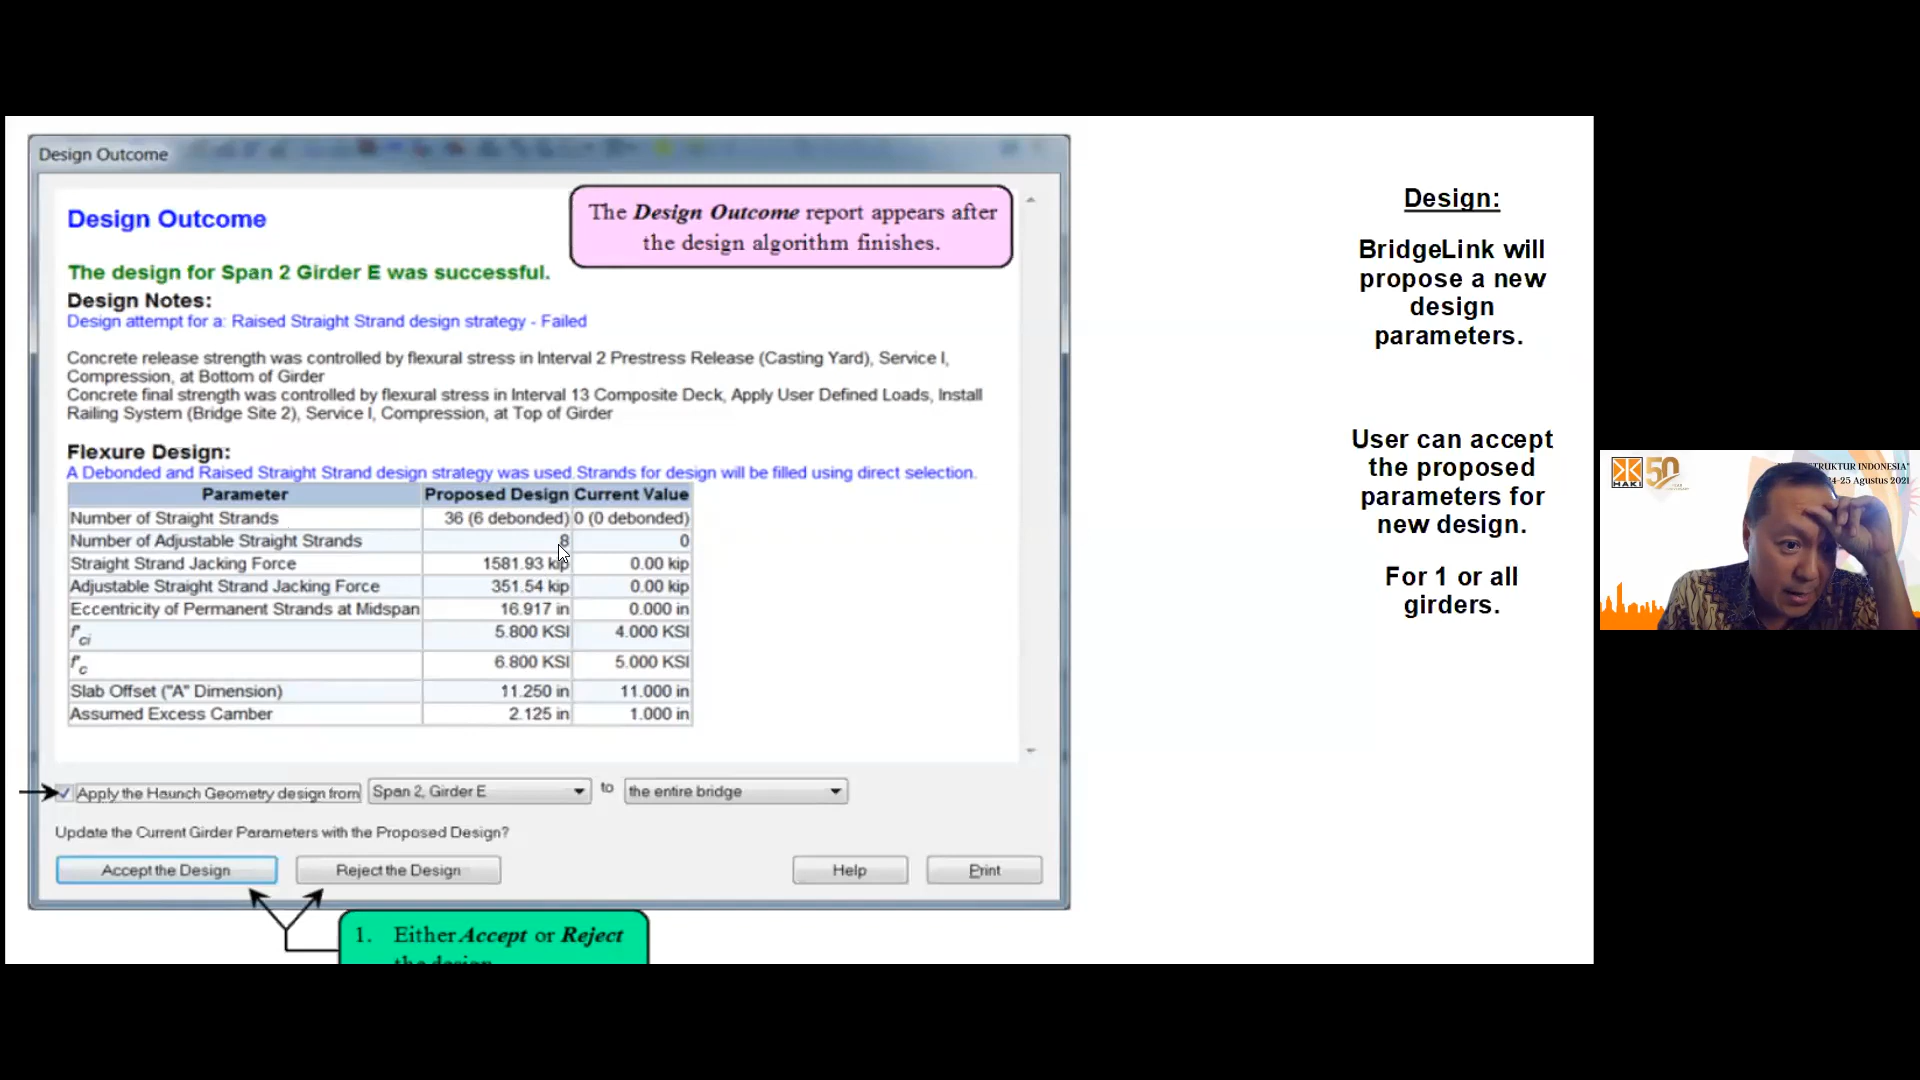 Design Outcome
Design Outcome
The Design Outcome report appears after
the design algorithm finishes.
The design for Span 2 Girder E was successful.
Design Notes:
Design attempt for a: Raised Straight Strand design strategy - Failed
Concrete release strength was controlled by flexural stress in Interval 2 Prestress Release (Casting Yard), Service I,
Compression, at Bottom of Girder
Concrete final strength was controlled by flexural stress in Interval 13 Composite Deck, Apply User Defined Loads, Install
Railing System (Bridge Site 2), Service I, Compression, at Top of Girder
Flexure Design:
A Debonded and Raised Straight Strand design strategy was used.Strands for design will be filled using direct selection.
Parameter Proposed Design Current Value
Number of Straight Strands 36 (6 debonded) 0 (0 debonded)
Number of Adjustable Straight Strands 8 0
Straight Strand Jacking Force 1581.93 kip 0.00 kip
Adjustable Straight Strand Jacking Force 351.54 kip 0.00 kip
Eccentricity of Permanent Strands at Midspan 16.917 in 0.000 in
f'ci 5.800 KSI 4.000 KSI
f'c 6.800 KSI 5.000 KSI
Slab Offset ("A" Dimension) 11.250 in 11.000 in
Assumed Excess Camber 2.125 in 1.000 in
Apply the Haunch Geometry design from Span 2, Girder E to the entire bridge
Update the Current Girder Parameters with the Proposed Design?
Accept the Design Reject the Design Help Print
1. Either Accept or Reject
the design
Design:
BridgeLink will
propose a new
design
parameters.
User can accept
the proposed
parameters for
new design.
For 1 or all
girders.
HAKI 50
STRUKTUR INDONESIA"
24-25 Agustus 2021